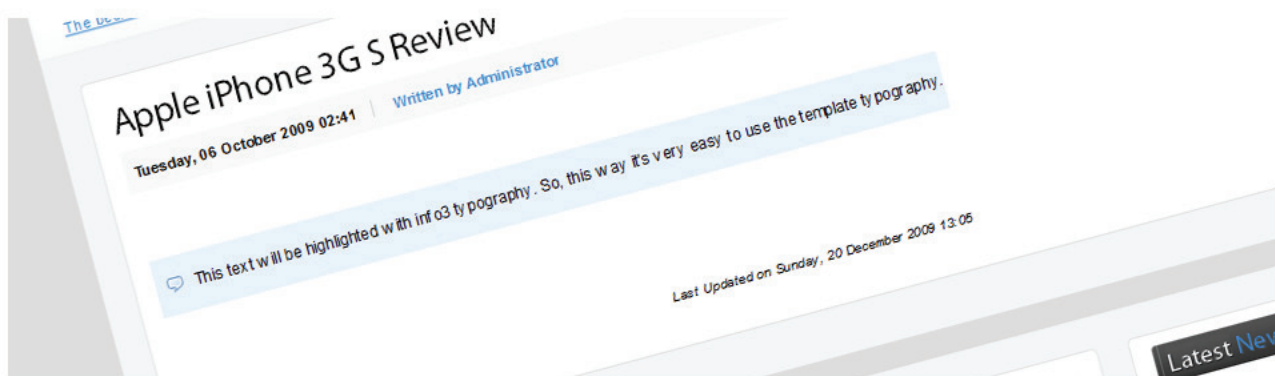 Apple iPhone 3G S Review
Tuesday, 06 October 2009 02:41 Written by Administrator
This text will be highlighted with info3 typography. So, this way it's very easy to use the template typography.
Last Updated on Sunday, 20 December 2009 13:05
Latest